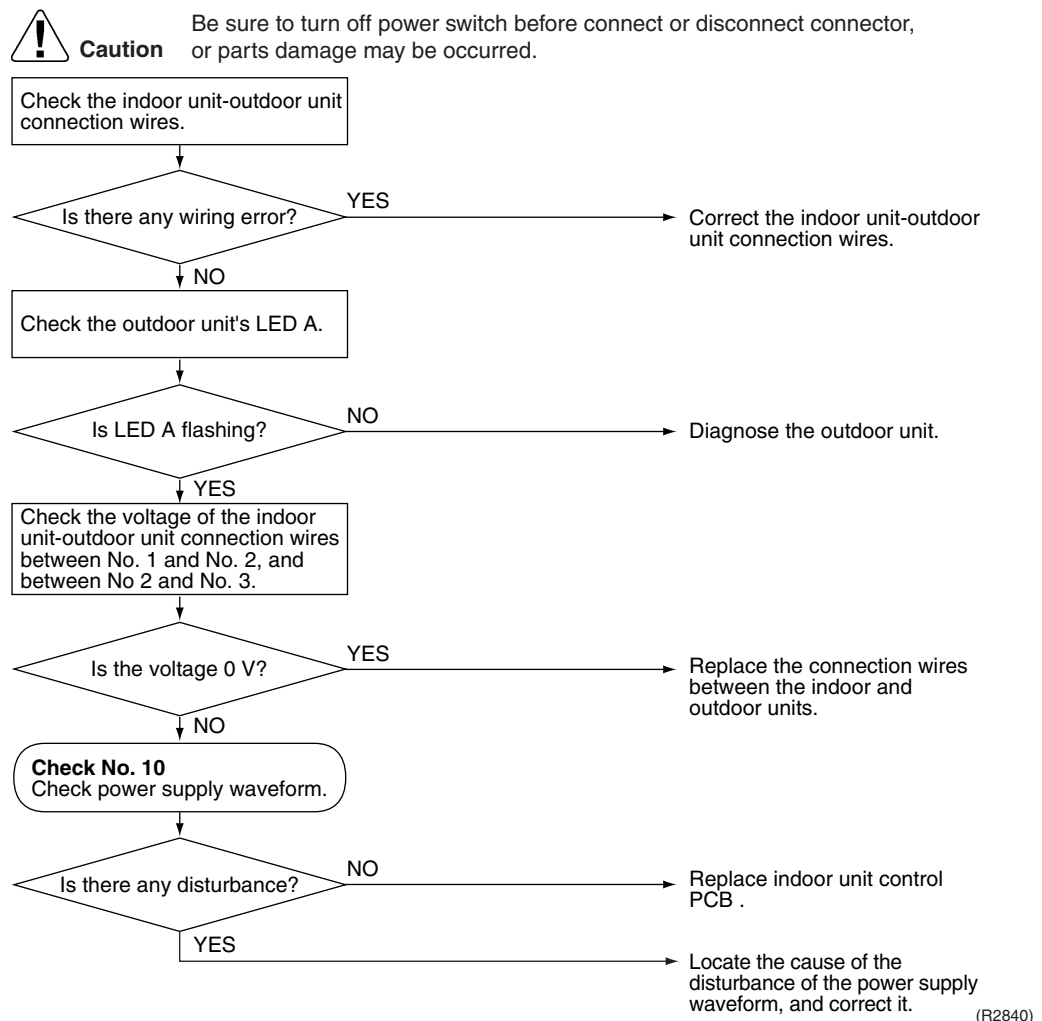 Caution
Be sure to turn off power switch before connect or disconnect connector,
or parts damage may be occurred.
Check the indoor unit-outdoor unit
connection wires.
Is there any wiring error?
YES
Correct the indoor unit-outdoor
unit connection wires.
NO
Check the outdoor unit's LED A.
Is LED A flashing?
NO
Diagnose the outdoor unit.
YES
Check the voltage of the indoor
unit-outdoor unit connection wires
between No. 1 and No. 2, and
between No 2 and No. 3.
Is the voltage 0 V?
YES
Replace the connection wires
between the indoor and
outdoor units.
NO
Check No. 10
Check power supply waveform.
Is there any disturbance?
NO
Replace indoor unit control
PCB .
YES
Locate the cause of the
disturbance of the power supply
waveform, and correct it.
(R2840)